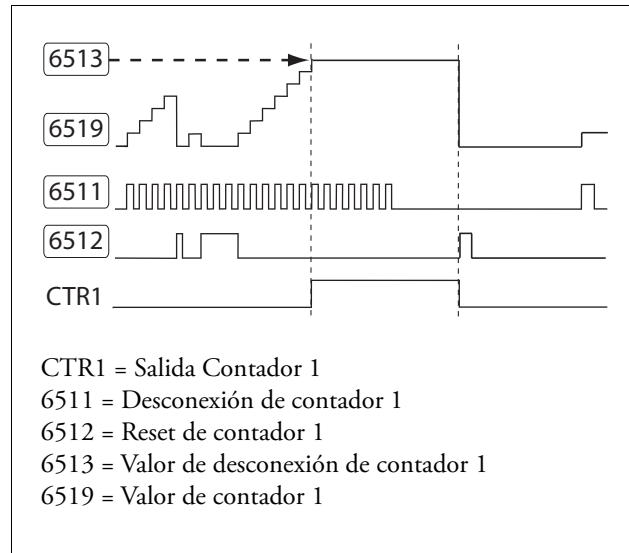 6513
6519
6511
6512
CTR1
CTR1 = Salida Contador 1
6511 = Desconexión de contador 1
6512 = Reset de contador 1
6513 = Valor de desconexión de contador 1
6519 = Valor de contador 1